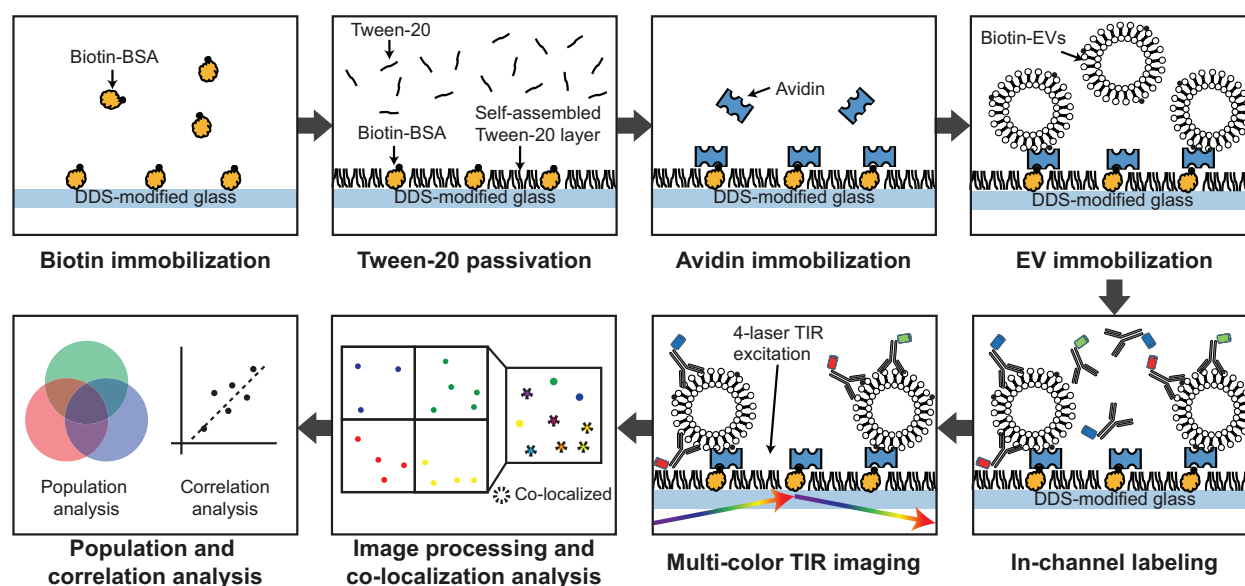 Biotin-BSA
DDS-modified glass
Biotin immobilization
Tween-20
Self-assembled
Tween-20 layer
Biotin-BSA
DDS-modified glass
Tween-20 passivation
Avidin
DDS-modified glass
Avidin immobilization
Biotin-EVs
DDS-modified glass
EV immobilization
DDS-modified glass
In-channel labeling
4-laser TIR
excitation
Multi-color TIR imaging
Co-localized
Image processing and
co-localization analysis
Population
analysis
Correlation
analysis
Population and
correlation analysis